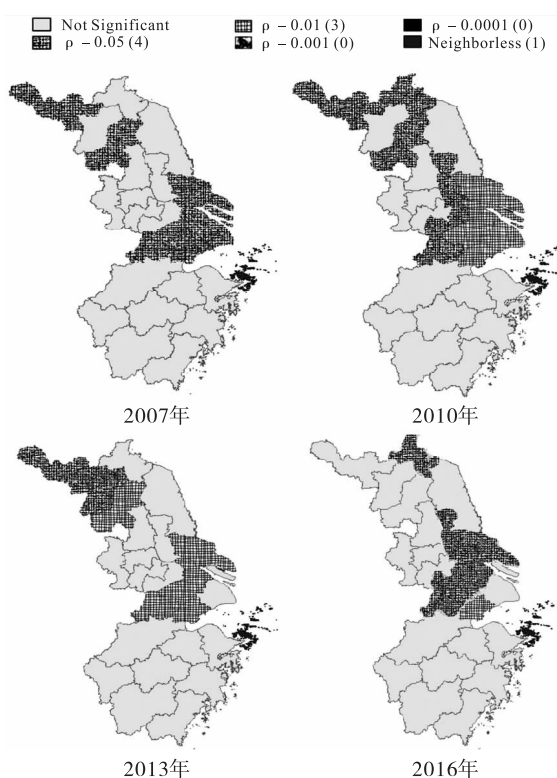 Not Significant ρ – 0.01 (3) ρ – 0.0001 (0)
ρ – 0.05 (4) ρ – 0.001 (0) Neighborless (1)
2007年 2010年
2013年 2016年